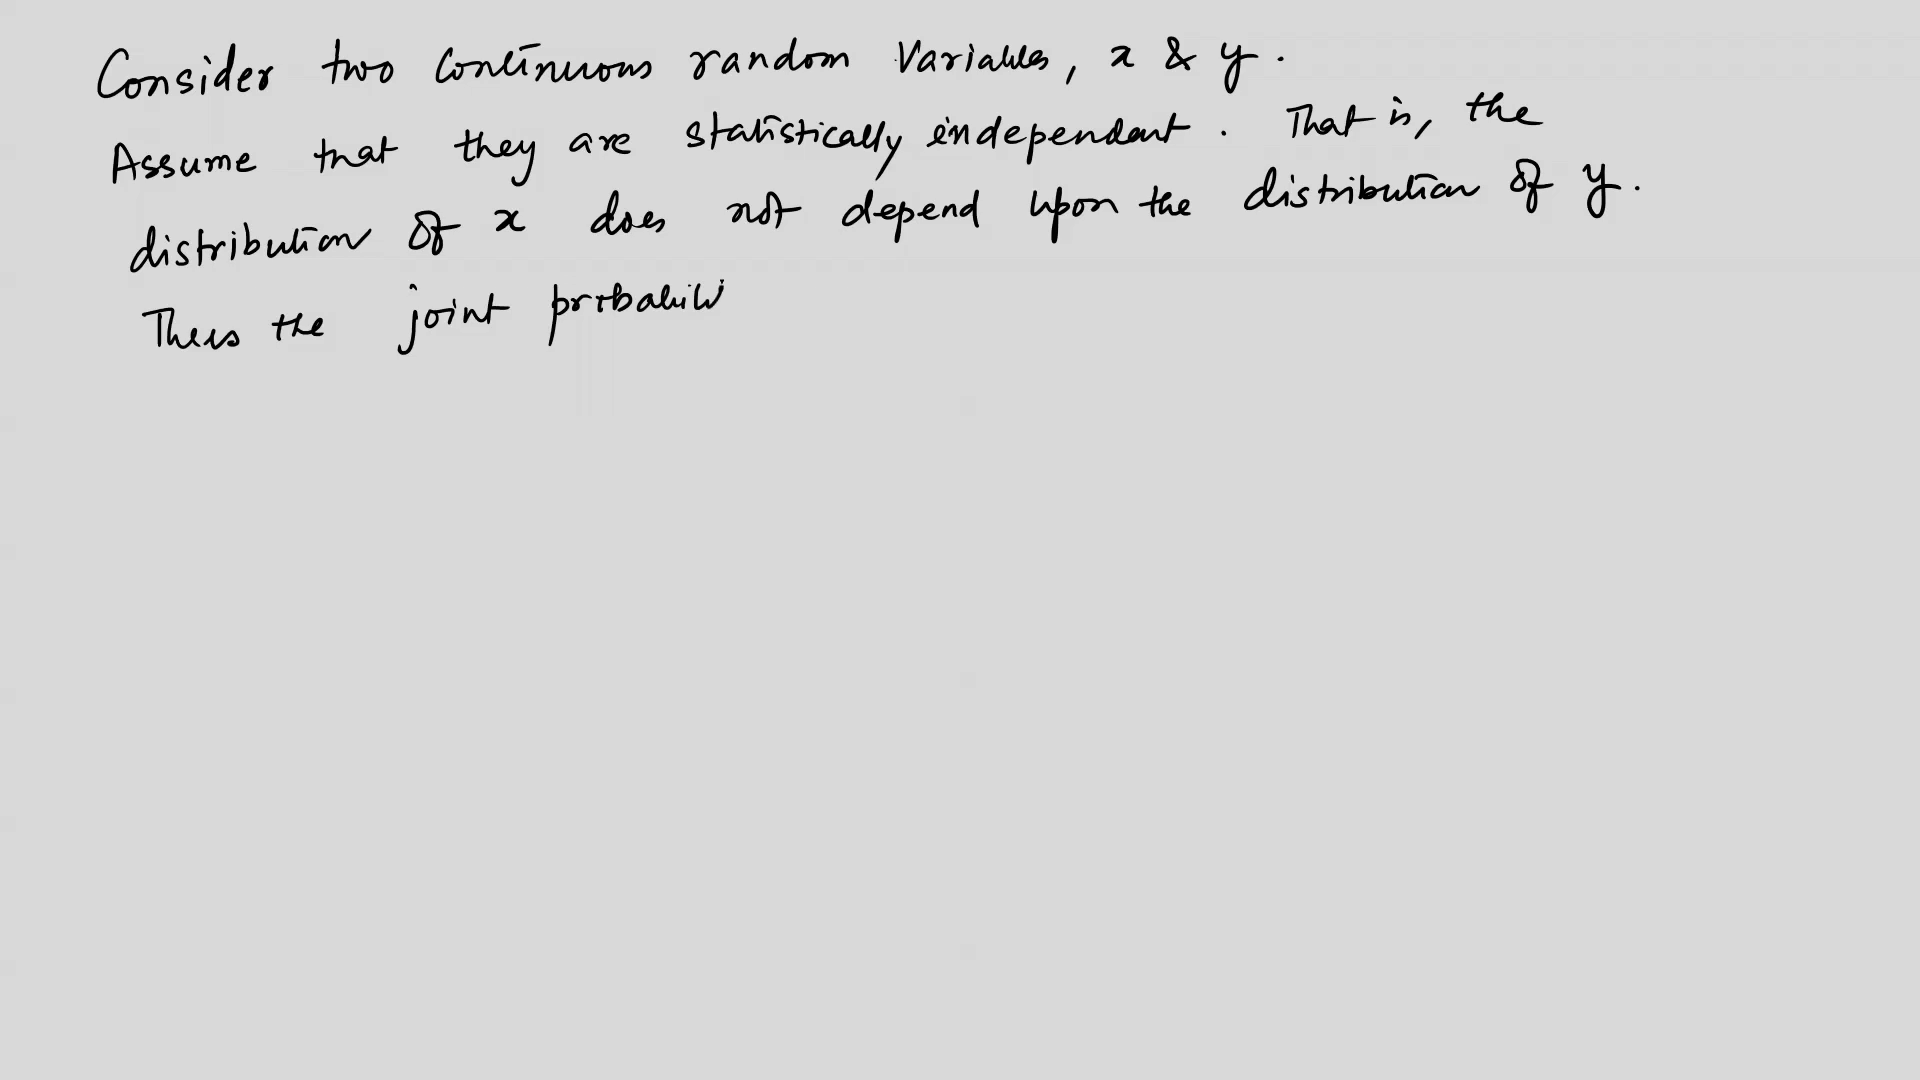 Consider two continuous random variables, x & y.
Assume that they are statistically independent. That is, the
distribution of x does not depend upon the distribution of y.
Thus the joint probabili